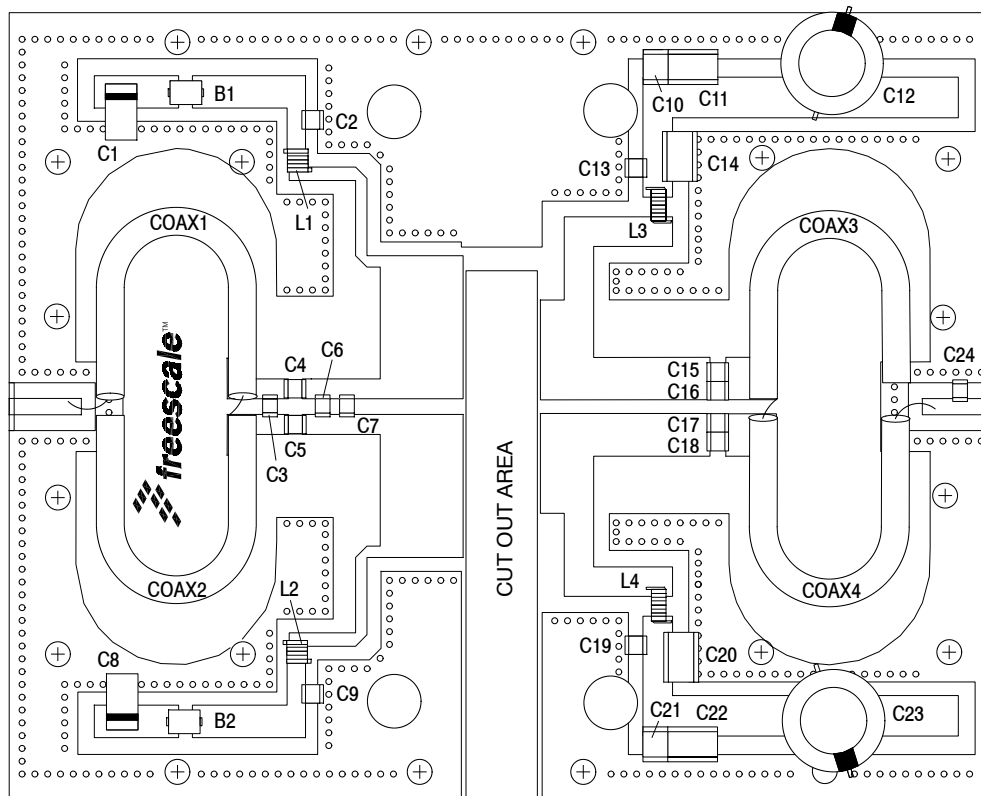 B1
C1
C2
L1
COAX1
freescale™
C4
C6
C3
C5
C7
COAX2
L2
C8
B2
C9
CUT OUT AREA
C10
C11
C12
C13
C14
L3
COAX3
C15
C16
C17
C18
C24
COAX4
L4
C19
C20
C21
C22
C23